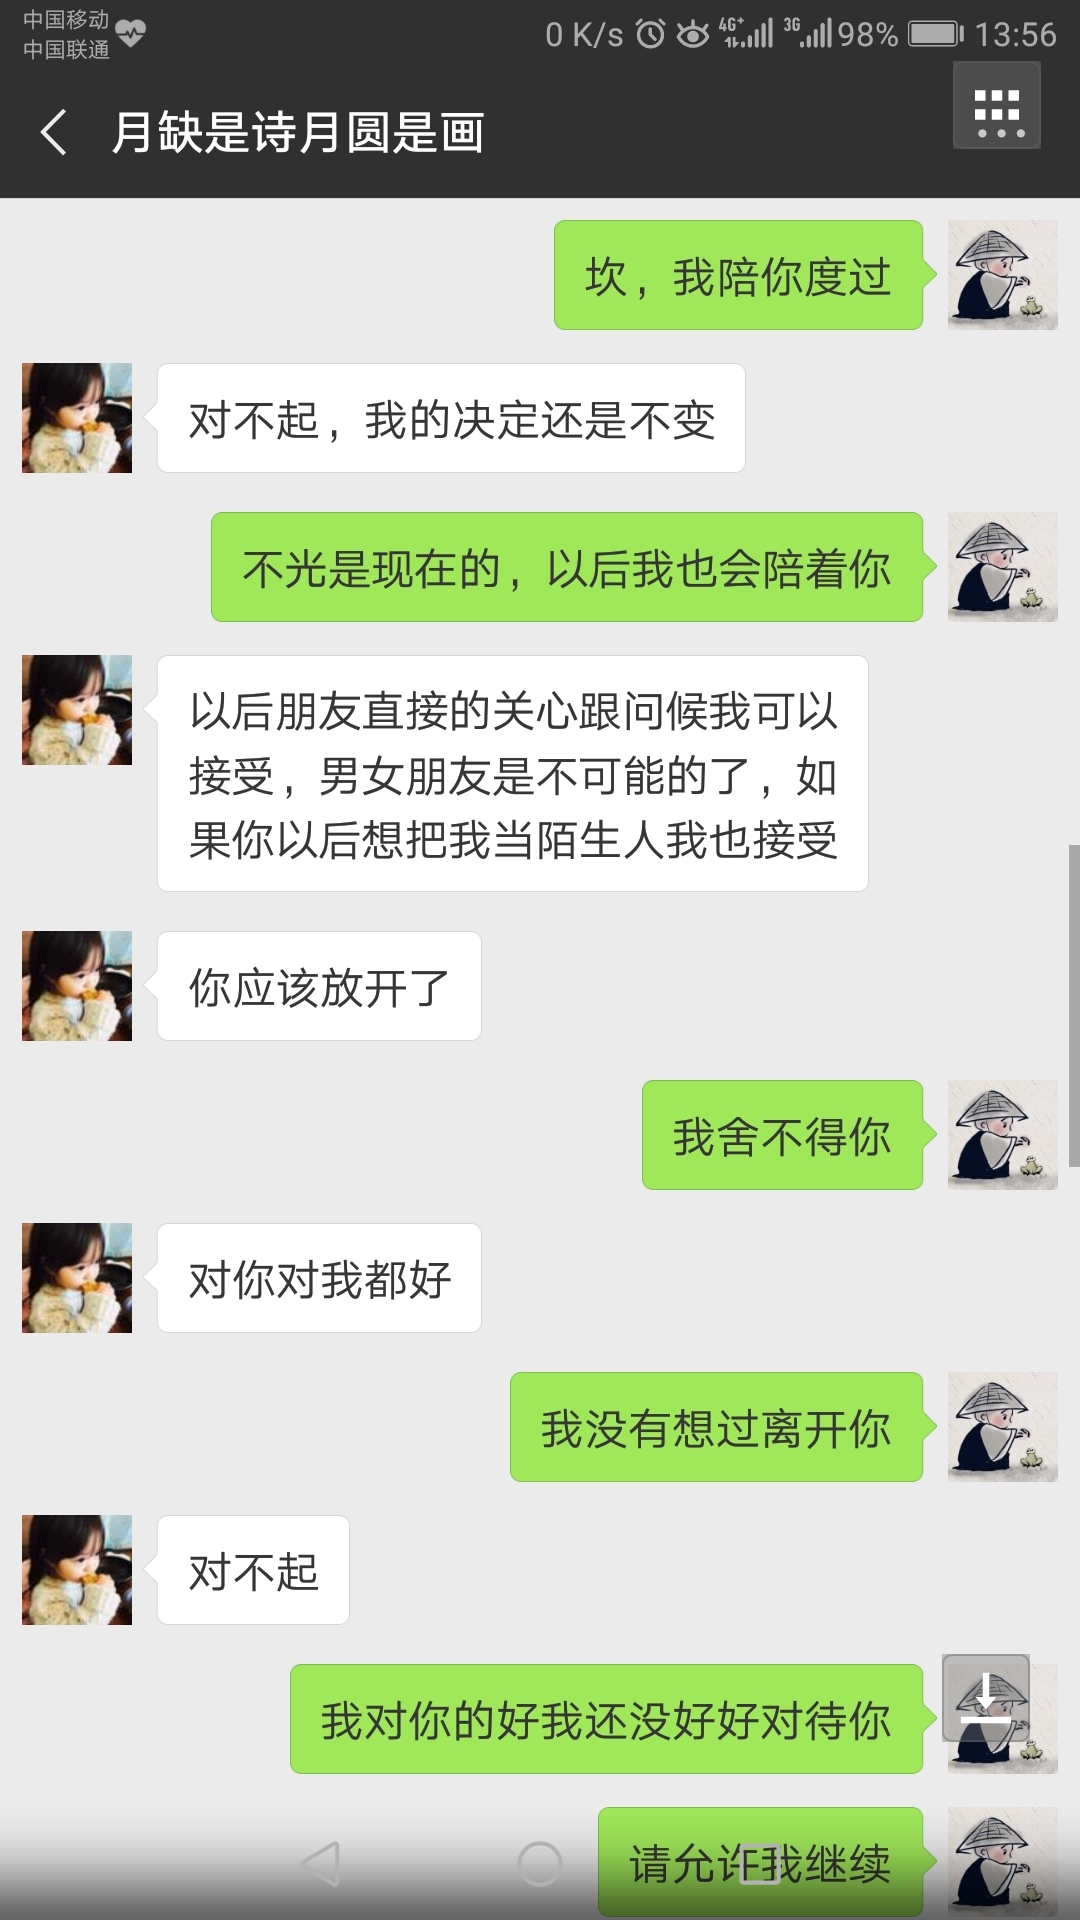 中国移动
中国联通
0 K/s 4G+ 3G 98% 13:56
月缺是诗月圆是画
坎，我陪你度过
对不起，我的决定还是不变
不光是现在的，以后我也会陪着你
以后朋友直接的关心跟问候我可以
接受，男女朋友是不可能的了，如
果你以后想把我当陌生人我也接受
你应该放开了
我舍不得你
对你对我都好
我没有想过离开你
对不起
我对你的好我还没好好对待你
请允许我继续